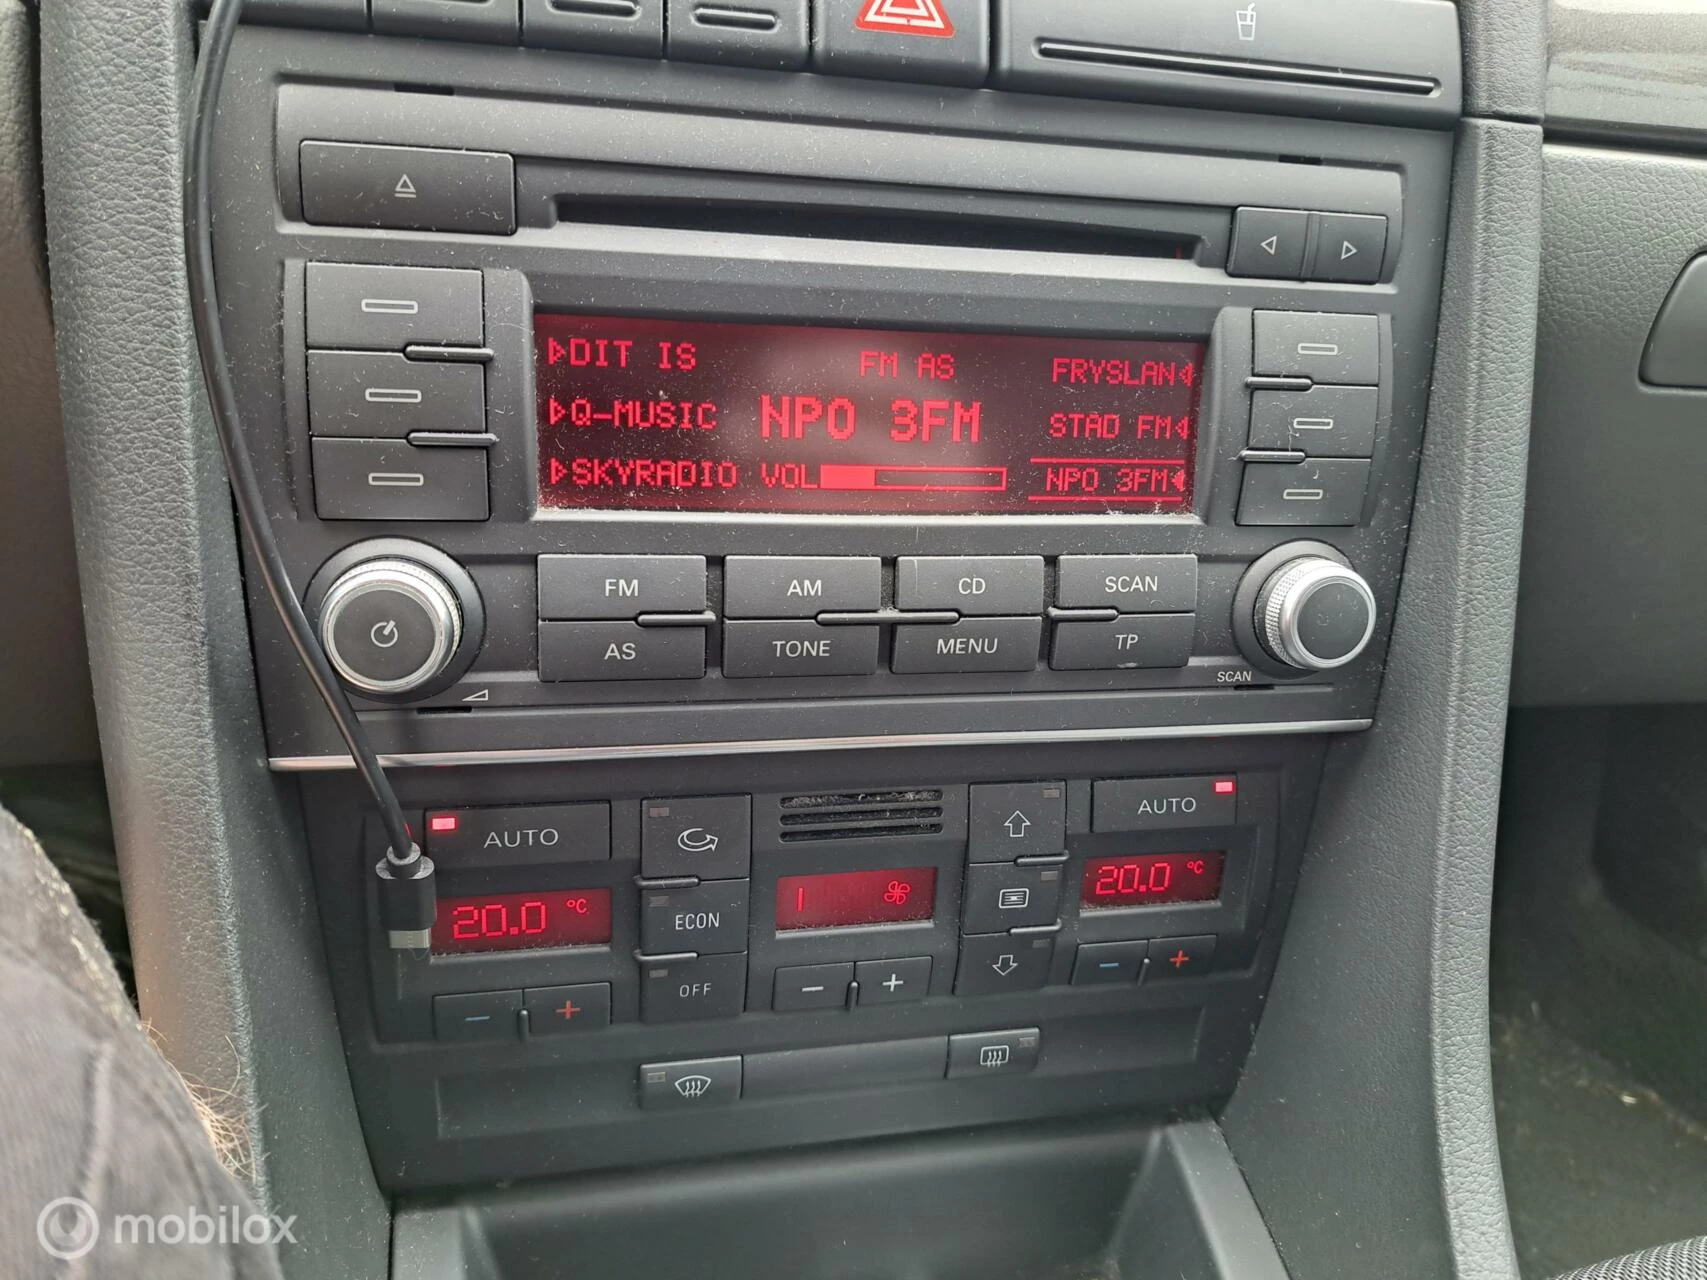 DIT IS FM AS FRYSLAN
Q-MUSIC NPO 3FM STAD FM
SKYRADIO VOL NPO 3FM
FM AM CD SCAN
AS TONE MENU TP
SCAN
AUTO AUTO
20.0 °C ECON 20.0 °C
OFF
mobilox